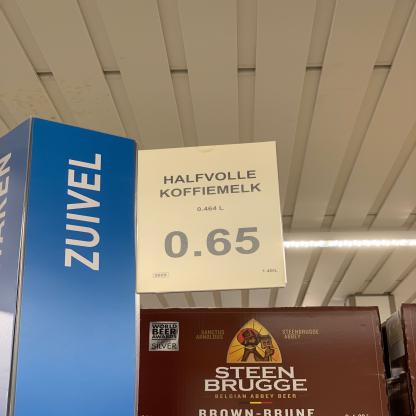 AKEN
ZUIVEL
HALFVOLLE
KOFFIEMELK
0.464 L
0.65
WORLD
BEER
AWARDS
SILVER
SANCTUS
ARNOLDUS
STEENBRUGGE
ABBEY
STEEN
BRUGGE
BELGIAN ABBEY BEER
BROWN-BRUNE